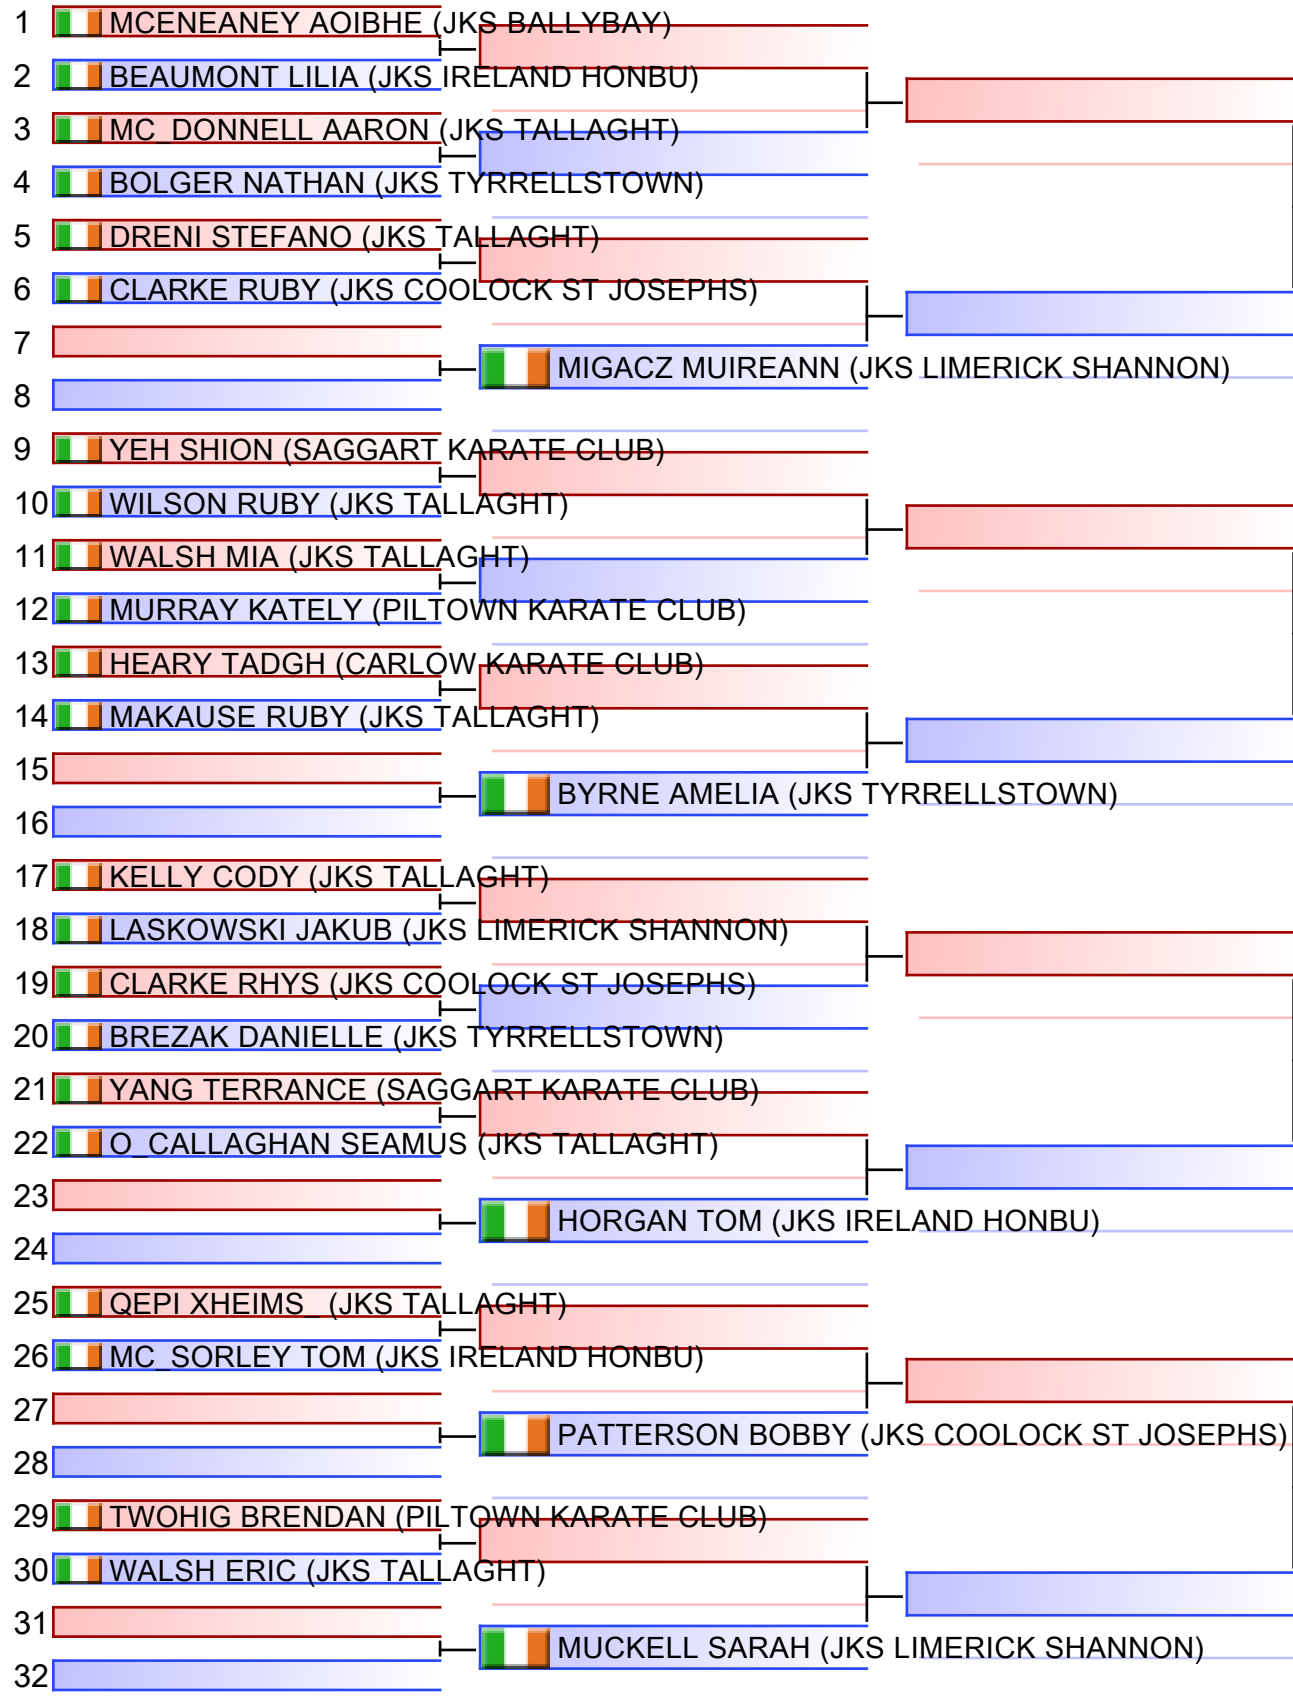 1 MCENEANEY AOIBHE (JKS BALLYBAY)
2 BEAUMONT LILIA (JKS IRELAND HONBU)
3 MC_DONNELL AARON (JKS TALLAGHT)
4 BOLGER NATHAN (JKS TYRRELLSTOWN)
5 DRENI STEFANO (JKS TALLAGHT)
6 CLARKE RUBY (JKS COOLOCK ST JOSEPHS)
7
MIGACZ MUIREANN (JKS LIMERICK SHANNON)
8
9 YEH SHION (SAGGART KARATE CLUB)
10 WILSON RUBY (JKS TALLAGHT)
11 WALSH MIA (JKS TALLAGHT)
12 MURRAY KATELY (PILTOWN KARATE CLUB)
13 HEARY TADGH (CARLOW KARATE CLUB)
14 MAKAUSE RUBY (JKS TALLAGHT)
15
BYRNE AMELIA (JKS TYRRELLSTOWN)
16
17 KELLY CODY (JKS TALLAGHT)
18 LASKOWSKI JAKUB (JKS LIMERICK SHANNON)
19 CLARKE RHYS (JKS COOLOCK ST JOSEPHS)
20 BREZAK DANIELLE (JKS TYRRELLSTOWN)
21 YANG TERRANCE (SAGGART KARATE CLUB)
22 O_CALLAGHAN SEAMUS (JKS TALLAGHT)
23
HORGAN TOM (JKS IRELAND HONBU)
24
25 QEPI XHEIMS_ (JKS TALLAGHT)
26 MC_SORLEY TOM (JKS IRELAND HONBU)
27
PATTERSON BOBBY (JKS COOLOCK ST JOSEPHS)
28
29 TWOHIG BRENDAN (PILTOWN KARATE CLUB)
30 WALSH ERIC (JKS TALLAGHT)
31
MUCKELL SARAH (JKS LIMERICK SHANNON)
32